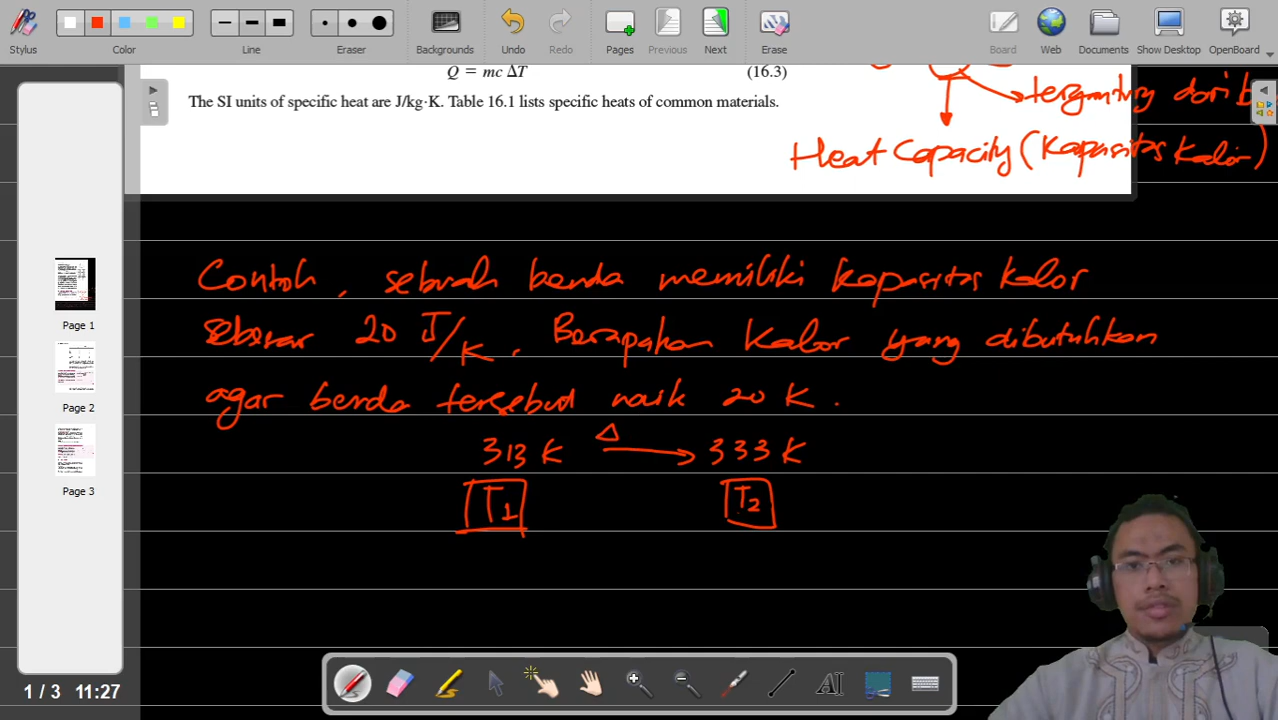 Stylus
Color
Line
Eraser
Backgrounds
Undo
Redo
Pages
Previous
Next
Erase
Board
Web
Documents
Show Desktop
OpenBoard
Q = mc ΔT (16.3)
The SI units of specific heat are J/kg·K. Table 16.1 lists specific heats of common materials.
tergantung dari b
Heat Capacity (Kapasitas Kalor)
Contoh, sebuah benda memiliki kapasitas kalor
sebesar 20 J/K. Berapakah kalor yang dibutuhkan
agar benda tersebut naik 20 K.
313 K Δ → 333 K
T1 T2
Page 1
Page 2
Page 3
1 / 3 11:27